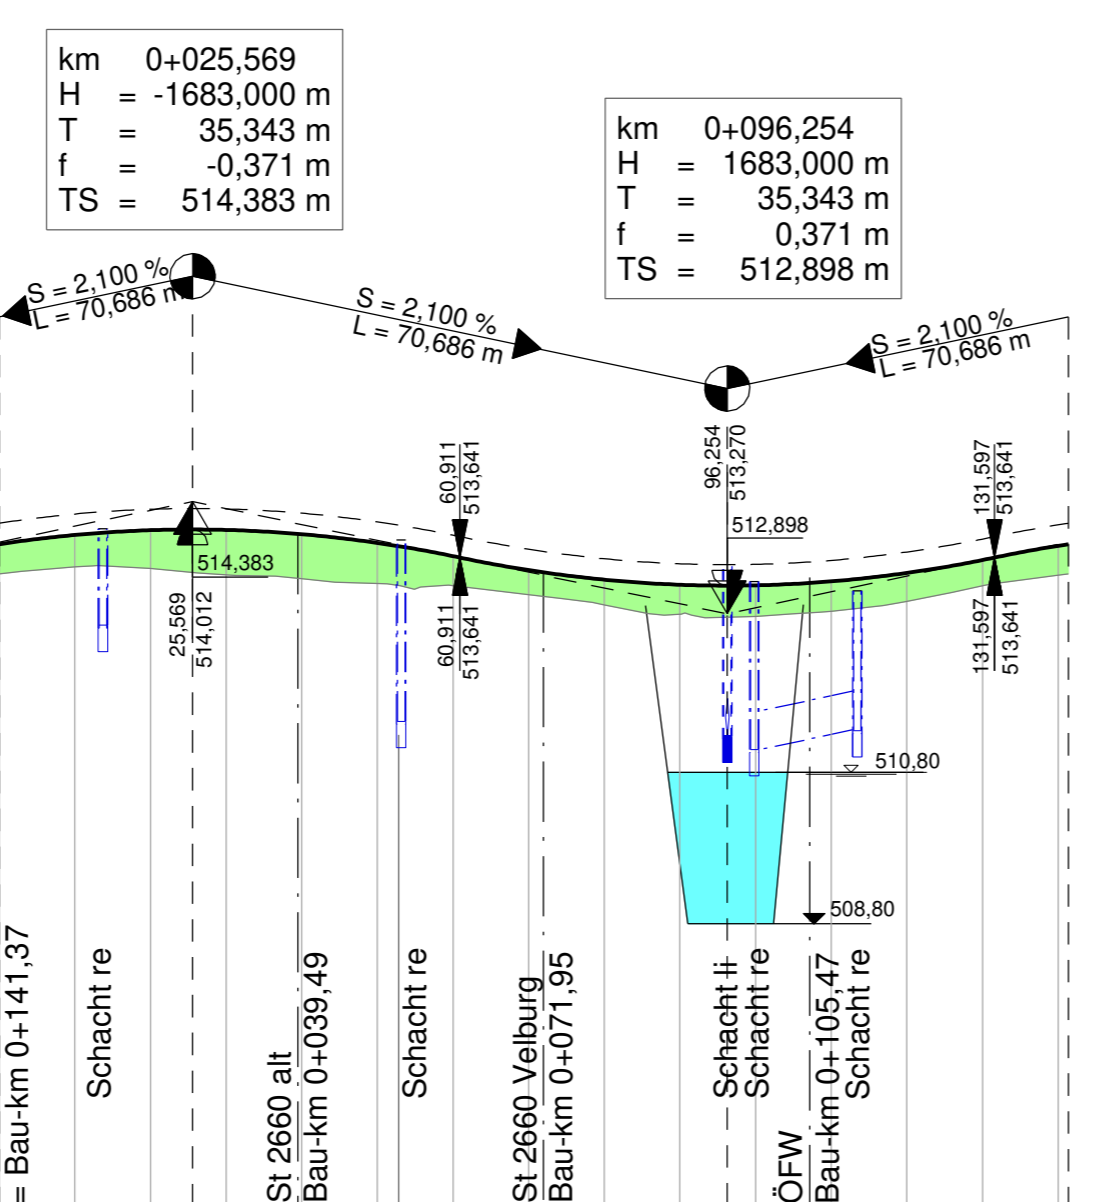 km 0+025,569
H = -1683,000 m
T = 35,343 m
f = -0,371 m
TS = 514,383 m
km 0+096,254
H = 1683,000 m
T = 35,343 m
f = 0,371 m
TS = 512,898 m
S = 2,100 %
L = 70,686 m
S = 2,100 %
L = 70,686 m
S = 2,100 %
L = 70,686 m
60,911
513,641
96,254
513,270
131,597
513,641
512,898
514,383
25,569
514,012
60,911
513,641
131,597
513,641
510,80
508,80
= Bau-km 0+141,37
Schacht re
St 2660 alt
Bau-km 0+039,49
Schacht re
St 2660 Velburg
Bau-km 0+071,95
Schacht li
Schacht re
ÖFW
Bau-km 0+105,47
Schacht re